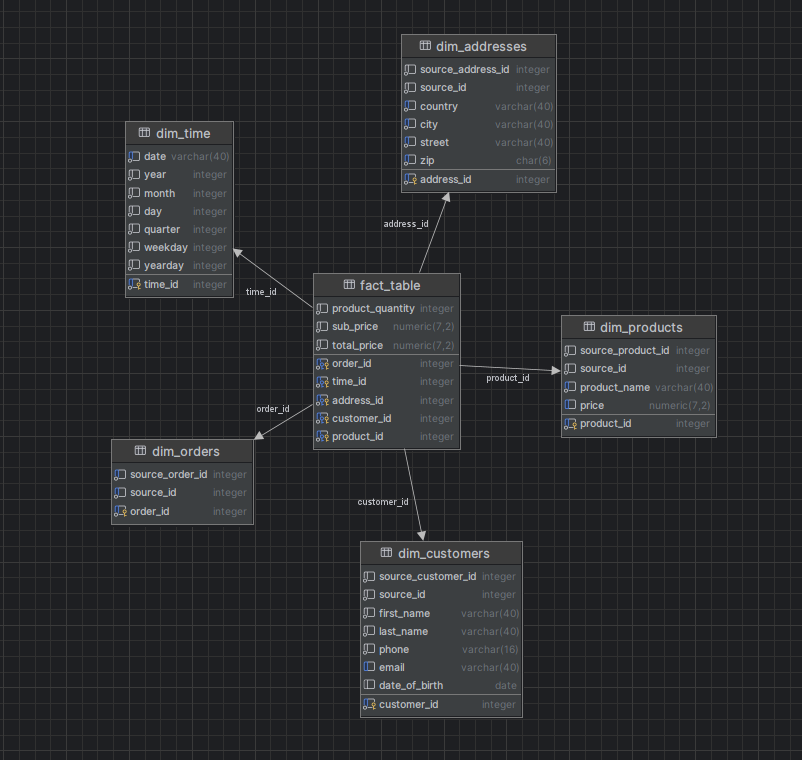 dim_addresses
source_address_id integer
source_id integer
country varchar(40)
city varchar(40)
street varchar(40)
zip char(6)
address_id integer
dim_time
date varchar(40)
year integer
month integer
day integer
quarter integer
weekday integer
yearday integer
time_id integer
address_id
time_id
fact_table
product_quantity integer
sub_price numeric(7,2)
total_price numeric(7,2)
order_id integer
time_id integer
address_id integer
customer_id integer
product_id integer
product_id
dim_products
source_product_id integer
source_id integer
product_name varchar(40)
price numeric(7,2)
product_id integer
order_id
dim_orders
source_order_id integer
source_id integer
order_id integer
customer_id
dim_customers
source_customer_id integer
source_id integer
first_name varchar(40)
last_name varchar(40)
phone varchar(16)
email varchar(40)
date_of_birth date
customer_id integer